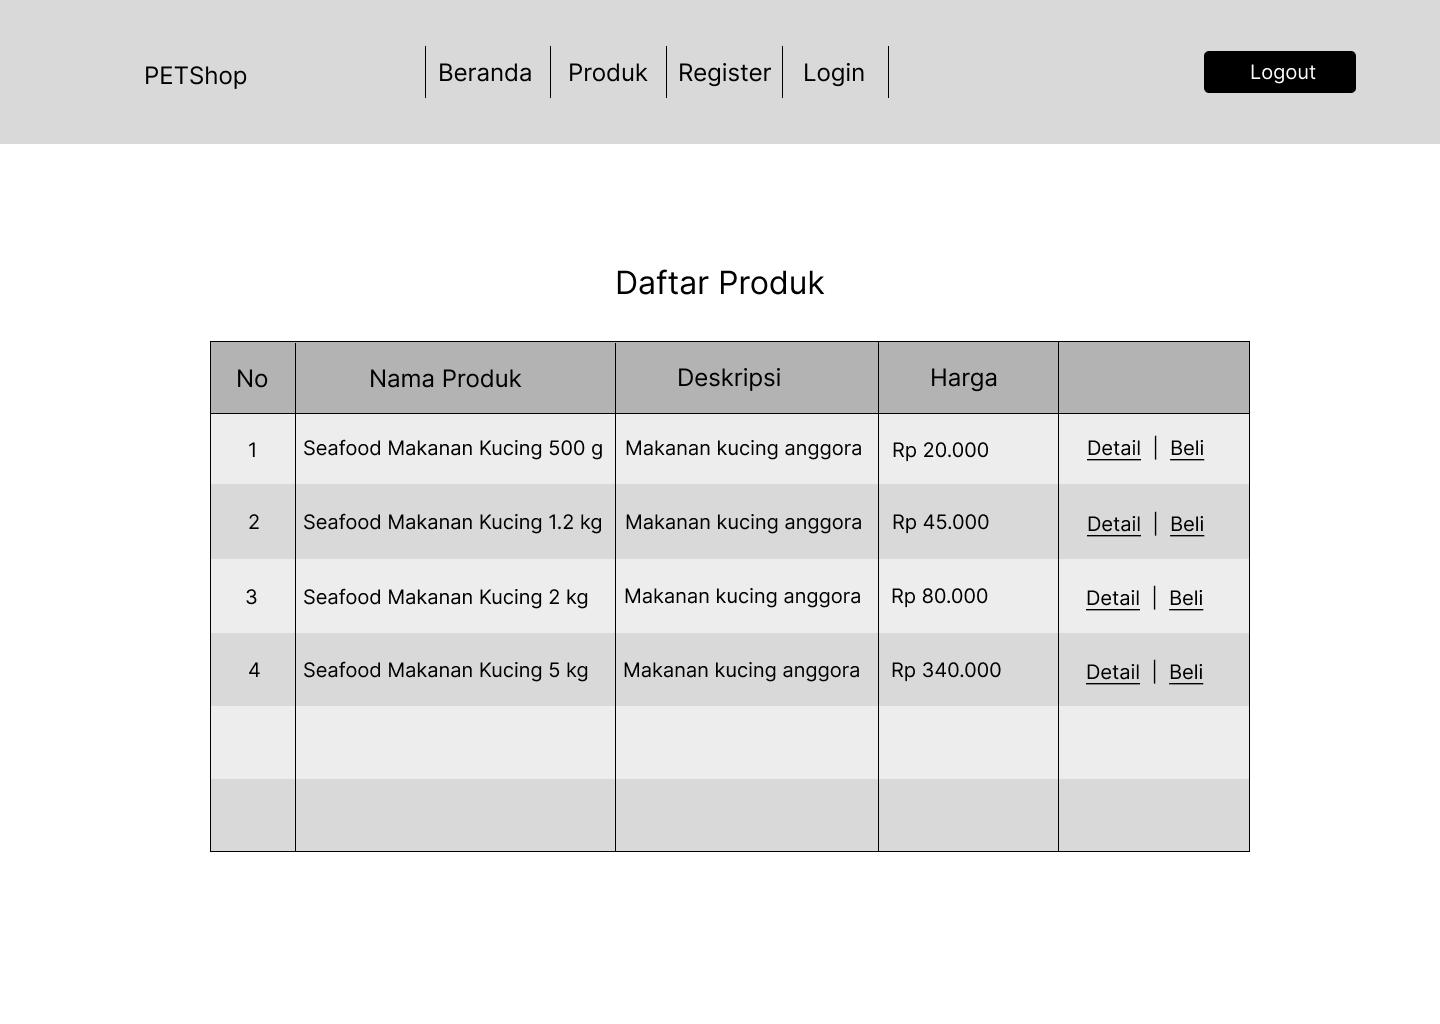 PETShop
Beranda
Produk
Register
Login
Logout
Daftar Produk
No Nama Produk Deskripsi Harga
1 Seafood Makanan Kucing 500 g Makanan kucing anggora Rp 20.000 Detail | Beli
2 Seafood Makanan Kucing 1.2 kg Makanan kucing anggora Rp 45.000 Detail | Beli
3 Seafood Makanan Kucing 2 kg Makanan kucing anggora Rp 80.000 Detail | Beli
4 Seafood Makanan Kucing 5 kg Makanan kucing anggora Rp 340.000 Detail | Beli